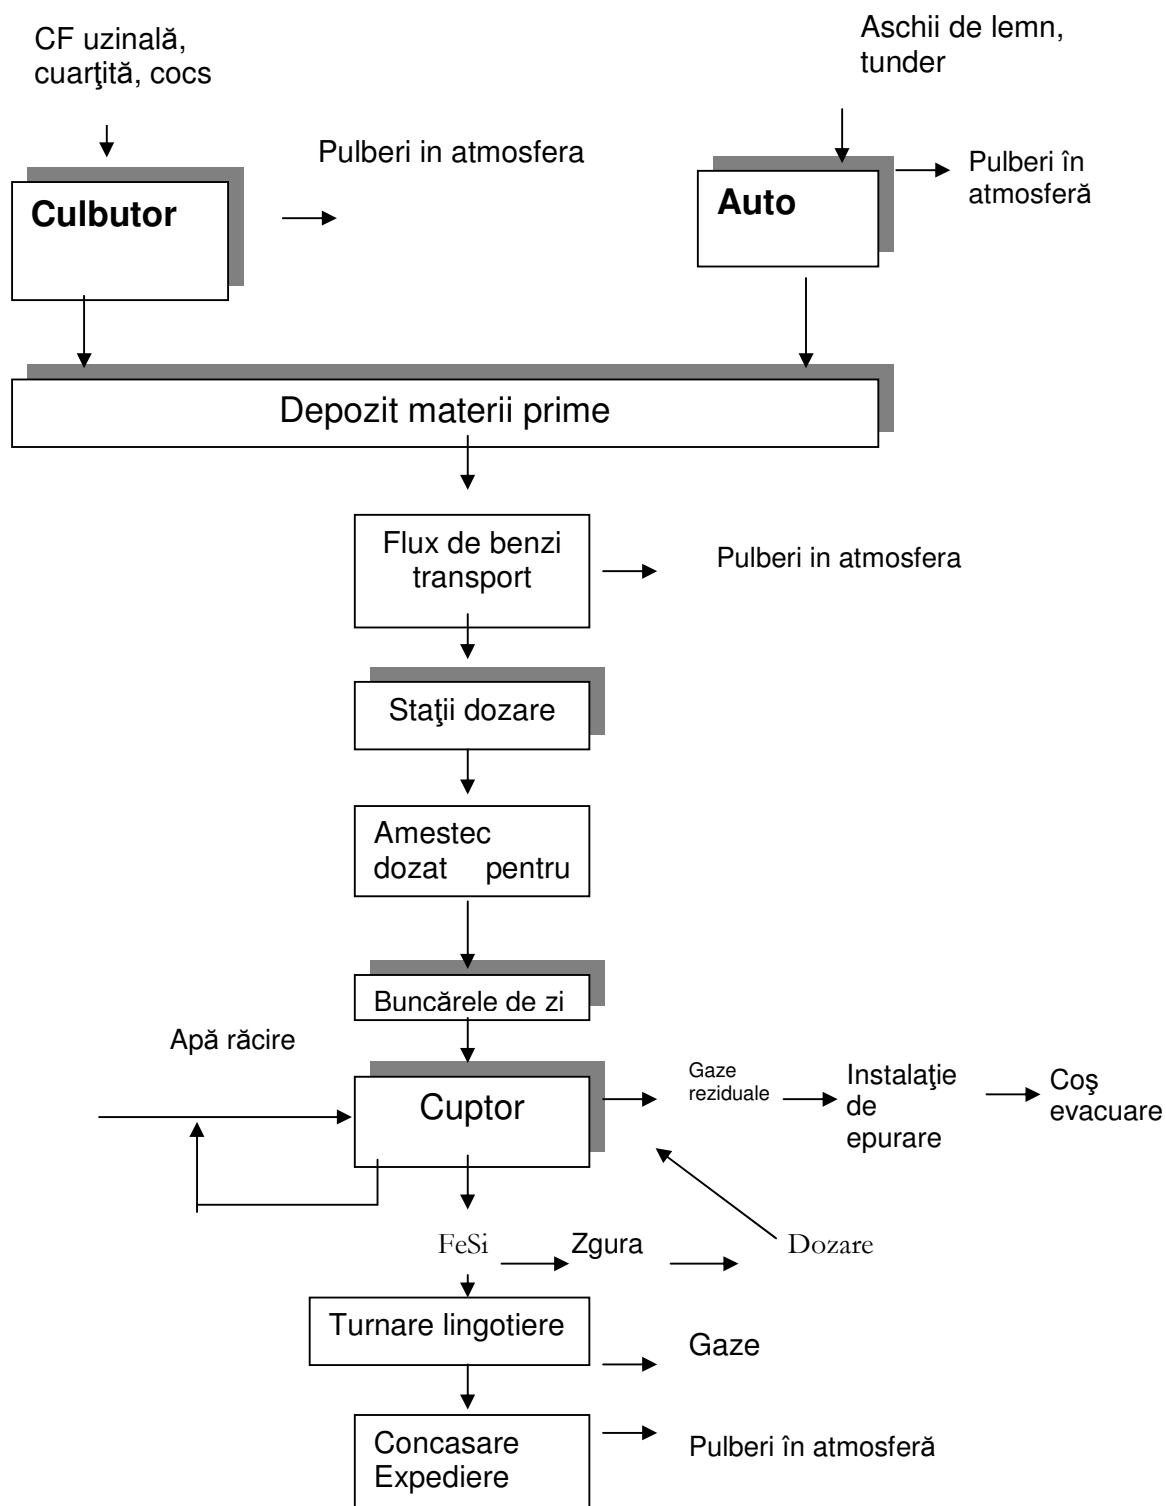 CF uzinală,
cuarţită, cocs
Aschii de lemn,
tunder
Pulberi in atmosfera
Pulberi în
atmosferă
Culbutor
Auto
Depozit materii prime
Flux de benzi
transport
Pulberi in atmosfera
Staţii dozare
Amestec
dozat pentru
Buncărele de zi
Apă răcire
Cuptor
Gaze
reziduale
Instalaţie
de
epurare
Coş
evacuare
FeSi
Zgura
Dozare
Turnare lingotiere
Gaze
Concasare
Expediere
Pulberi în atmosferă